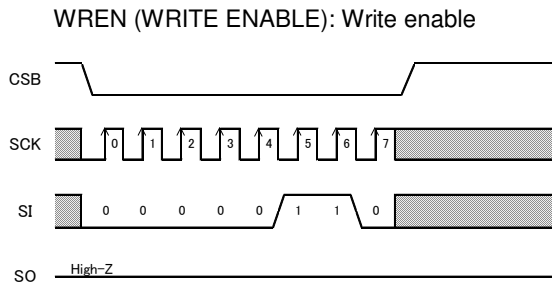 WREN (WRITE ENABLE): Write enable
CSB
SCK 0 1 2 3 4 5 6 7
SI 0 0 0 0 0 1 1 0
SO High-Z